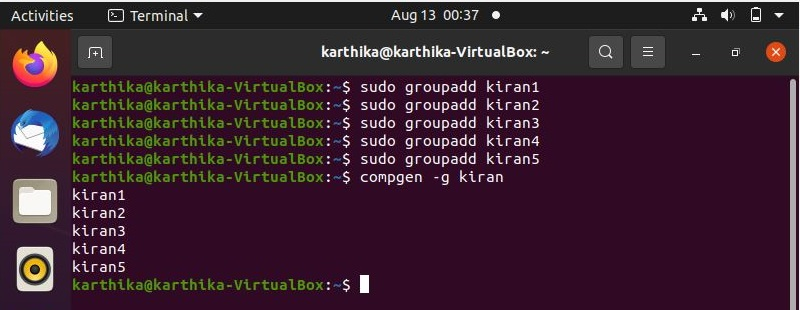 Activities Terminal Aug 13 00:37
karthika@karthika-VirtualBox: ~
karthika@karthika-VirtualBox:~$ sudo groupadd kiran1
karthika@karthika-VirtualBox:~$ sudo groupadd kiran2
karthika@karthika-VirtualBox:~$ sudo groupadd kiran3
karthika@karthika-VirtualBox:~$ sudo groupadd kiran4
karthika@karthika-VirtualBox:~$ sudo groupadd kiran5
karthika@karthika-VirtualBox:~$ compgen -g kiran
kiran1
kiran2
kiran3
kiran4
kiran5
karthika@karthika-VirtualBox:~$